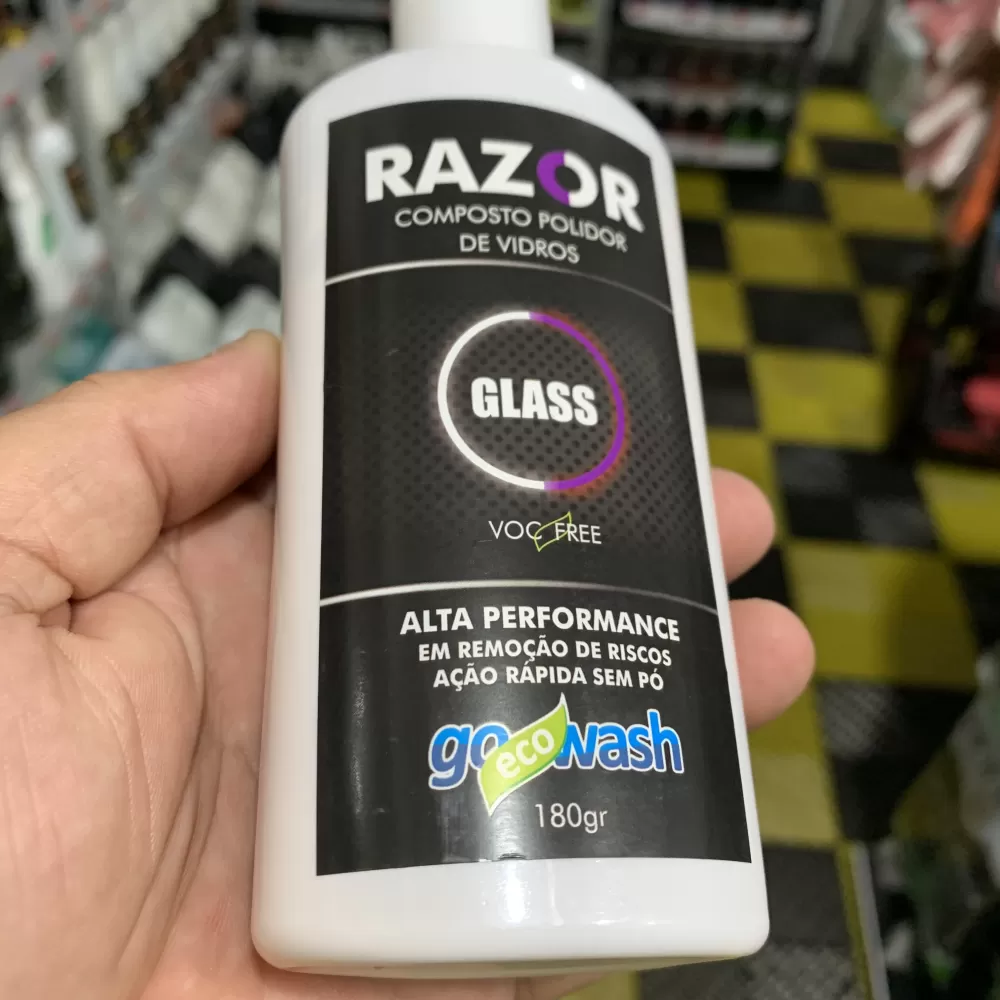 RAZOR
COMPOSTO POLIDOR
DE VIDROS
GLASS
VOC FREE
ALTA PERFORMANCE
EM REMOÇÃO DE RISCOS
AÇÃO RÁPIDA SEM PÓ
go eco wash
180gr